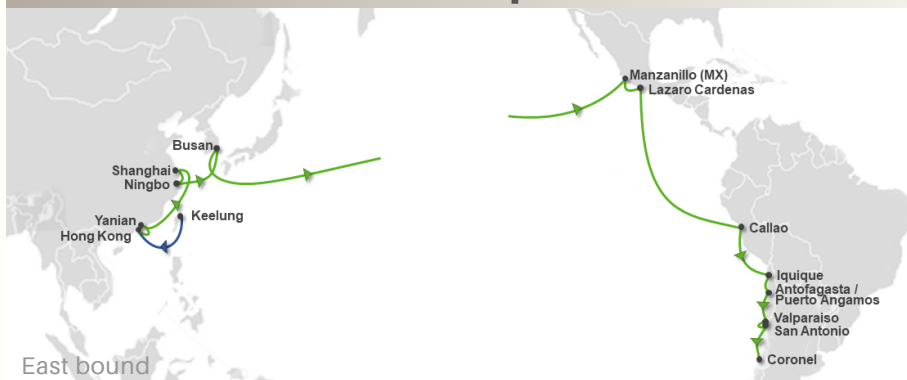 Manzanillo (MX)
Lazaro Cardenas
Busan
Shanghai
Ningbo
Yanian
Hong Kong
Keelung
Callao
Iquique
Antofagasta /
Puerto Angamos
Valparaiso
San Antonio
Coronel
East bound